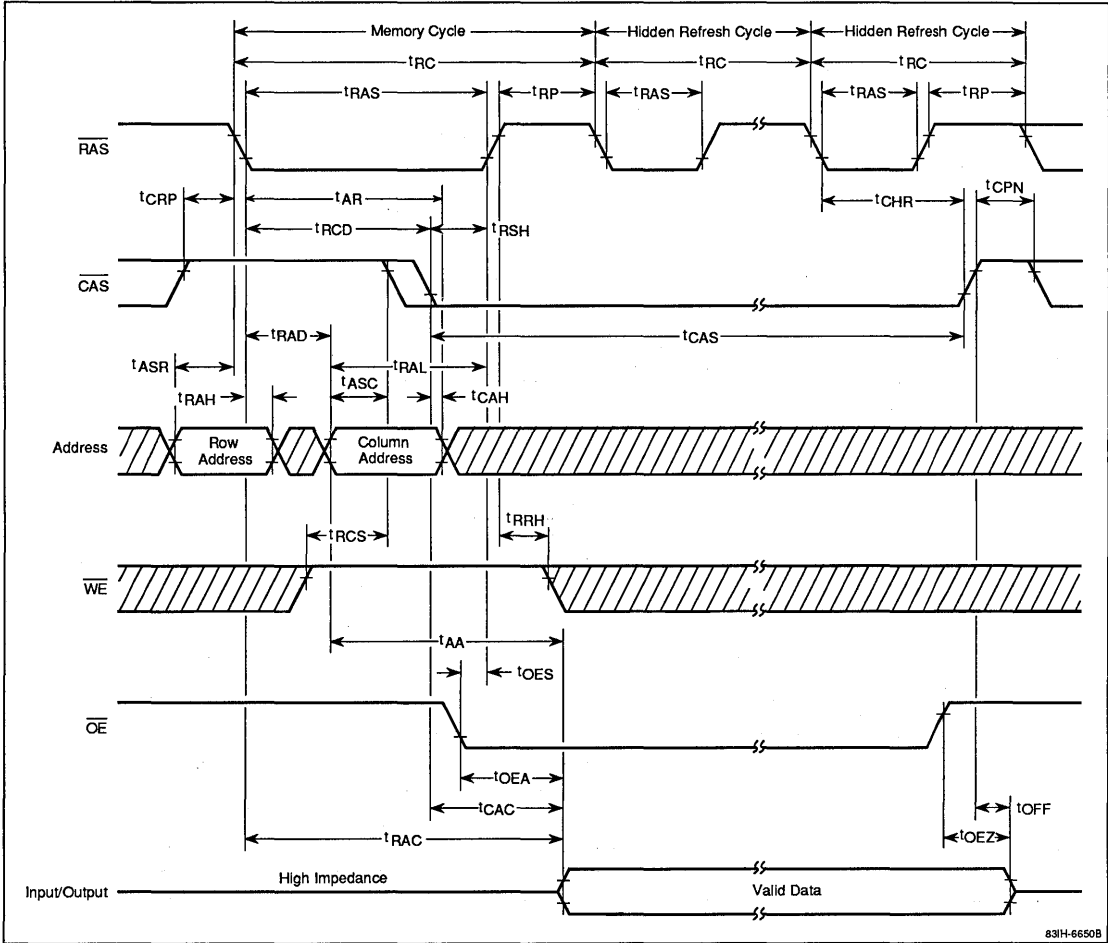 Memory Cycle Hidden Refresh Cycle Hidden Refresh Cycle
tRC tRC tRC
tRAS tRP tRAS tRAS tRP
RAS
tCRP tAR tCHR tCPN
tRCD tRSH
CAS
tRAD tCAS
tASR tRAL
tRAH tASC tCAH
Address Row Address Column Address
tRCS tRRH
WE
tAA
tOES
OE
tOEA
tCAC tOFF
tRAC tOEZ
High Impedance
Input/Output Valid Data
83IH-6650B